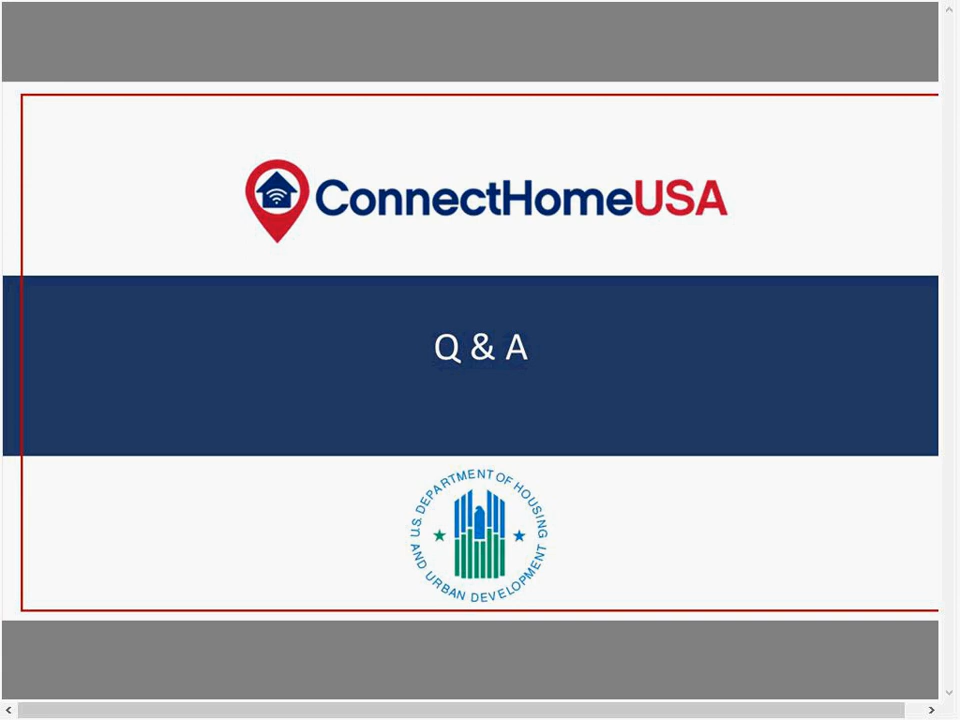 ConnectHomeUSA
Q & A
U.S. DEPARTMENT OF HOUSING
AND URBAN DEVELOPMENT